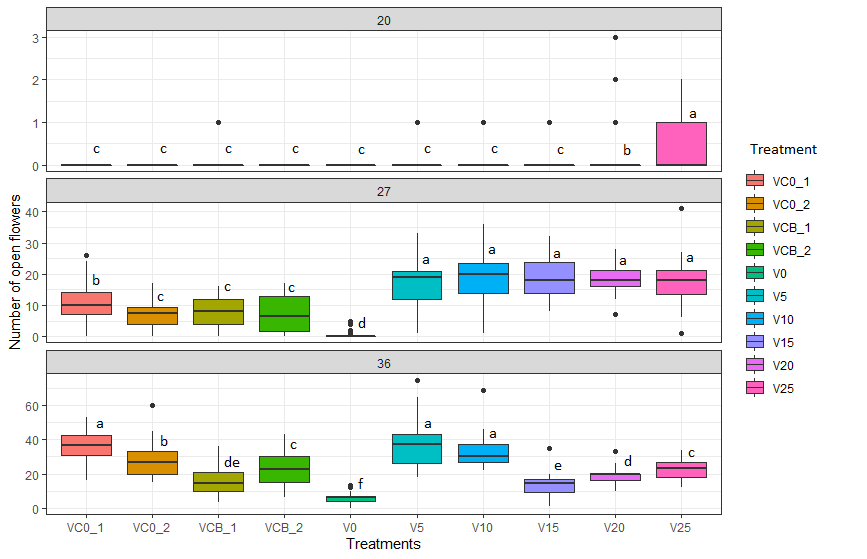 20
3
2
1
0
c c c c c c c c b a
27
40
30
20
10
0
b c c c d a a a a a
36
60
40
20
0
a b de c f a a e d c
VC0_1 VC0_2 VCB_1 VCB_2 V0 V5 V10 V15 V20 V25
Treatments
Number of open flowers
Treatment
VC0_1
VC0_2
VCB_1
VCB_2
V0
V5
V10
V15
V20
V25